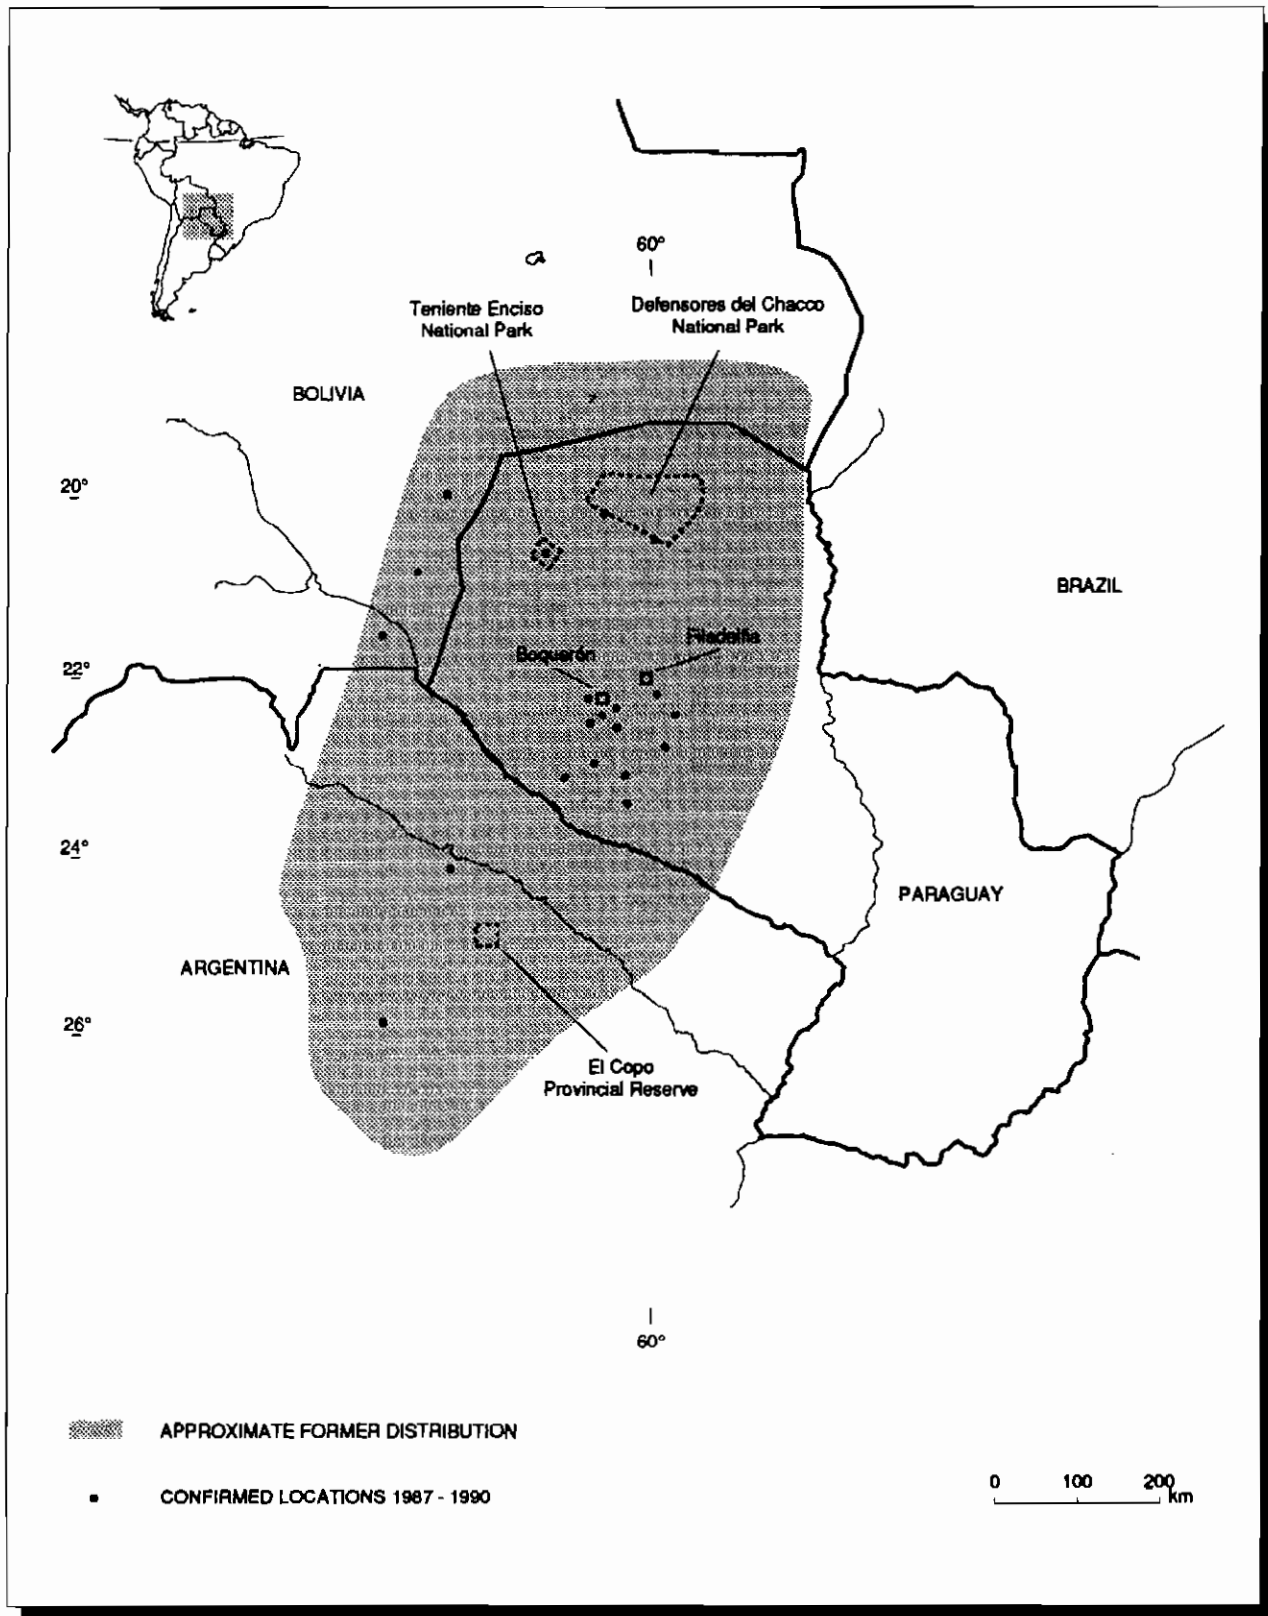 60°
Teniente Enciso
National Park
Defensores del Chacco
National Park
BOLIVIA
20°
BRAZIL
Filadelfia
Boquerón
22°
24°
PARAGUAY
ARGENTINA
26°
El Copo
Provincial Reserve
60°
APPROXIMATE FORMER DISTRIBUTION
CONFIRMED LOCATIONS 1987 - 1990
0 100 200
km